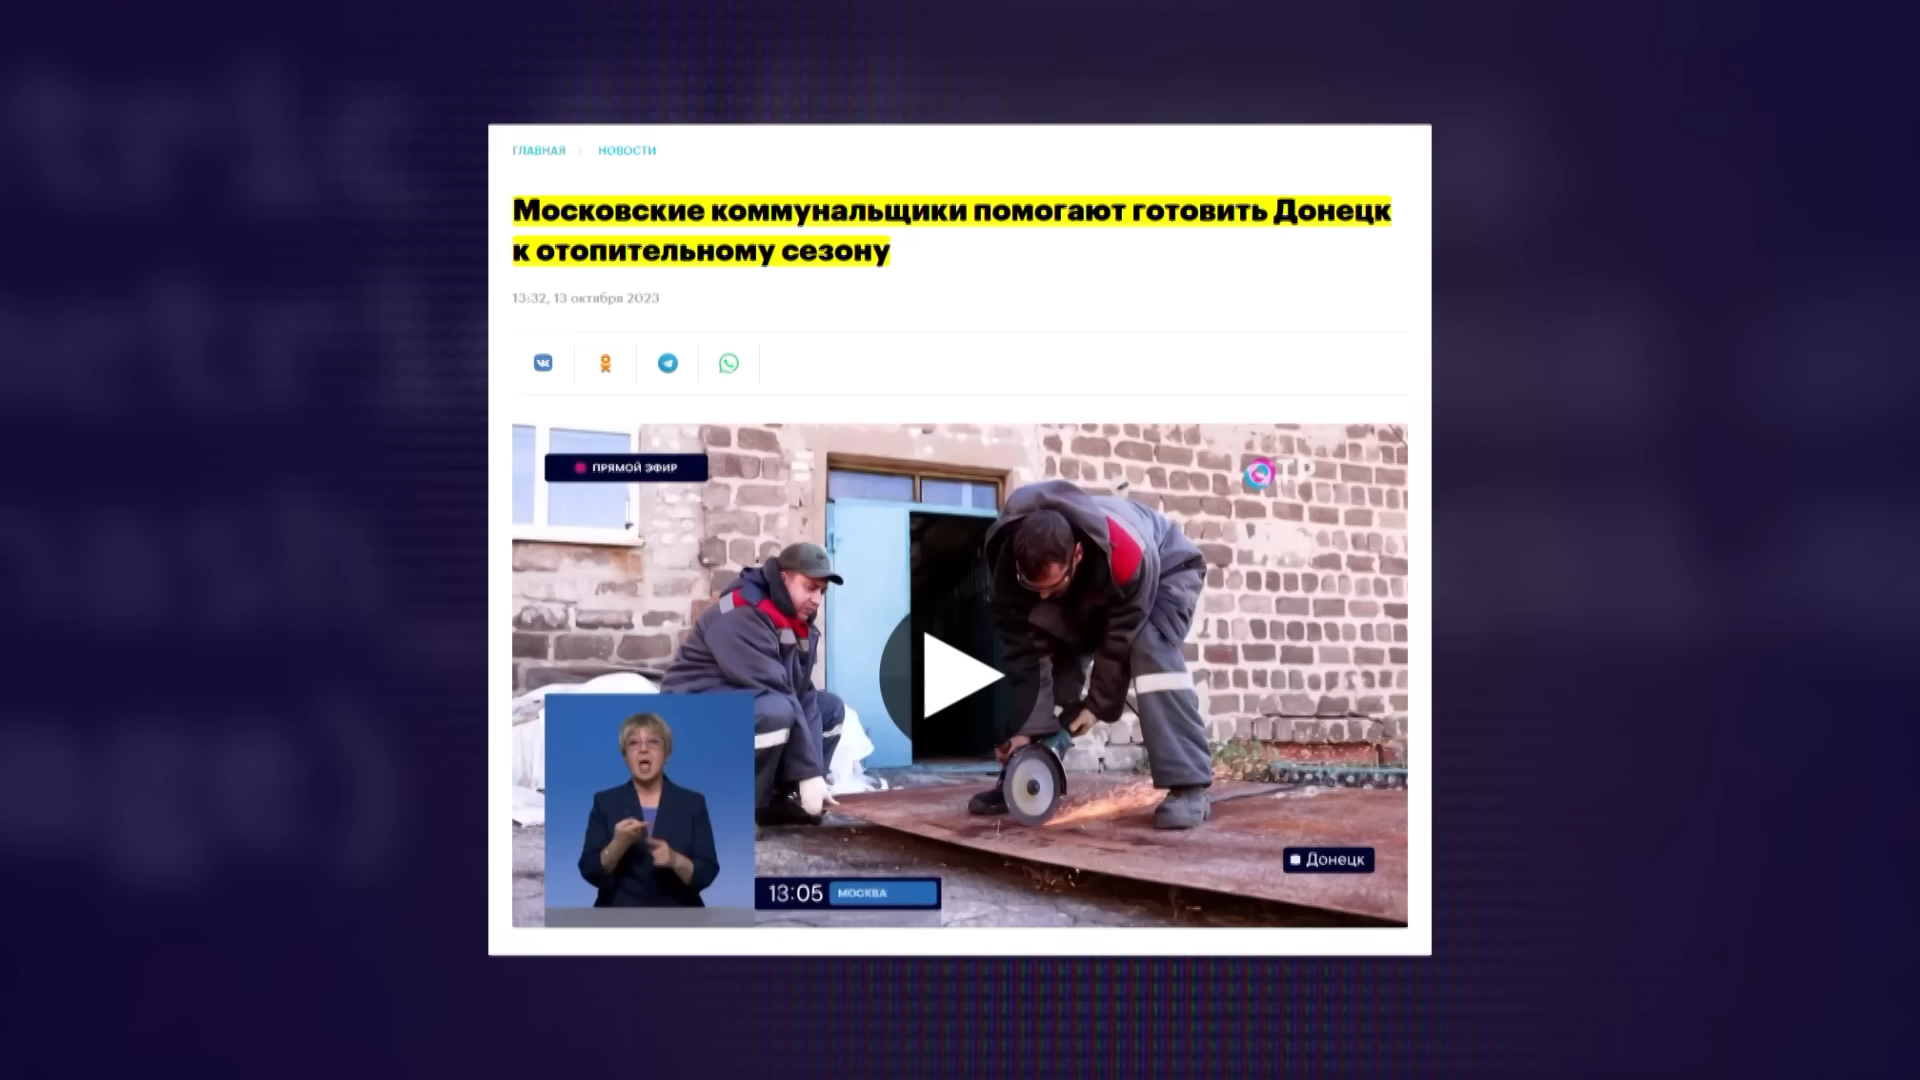 ГЛАВНАЯ > НОВОСТИ
Московские коммунальщики помогают готовить Донецк
к отопительному сезону
13:32, 13 октября 2023
ПРЯМОЙ ЭФИР
ТР
Донецк
13:05 МОСКВА